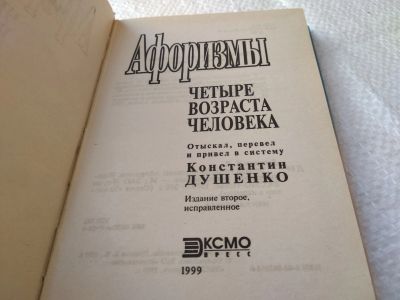 Афоризмы
ЧЕТЫРЕ
ВОЗРАСТА
ЧЕЛОВЕКА
Отыскал, перевел
и привел в систему
Константин
ДУШЕНКО
Издание второе,
исправленное
ЭКСМО
ПРЕСС
1999